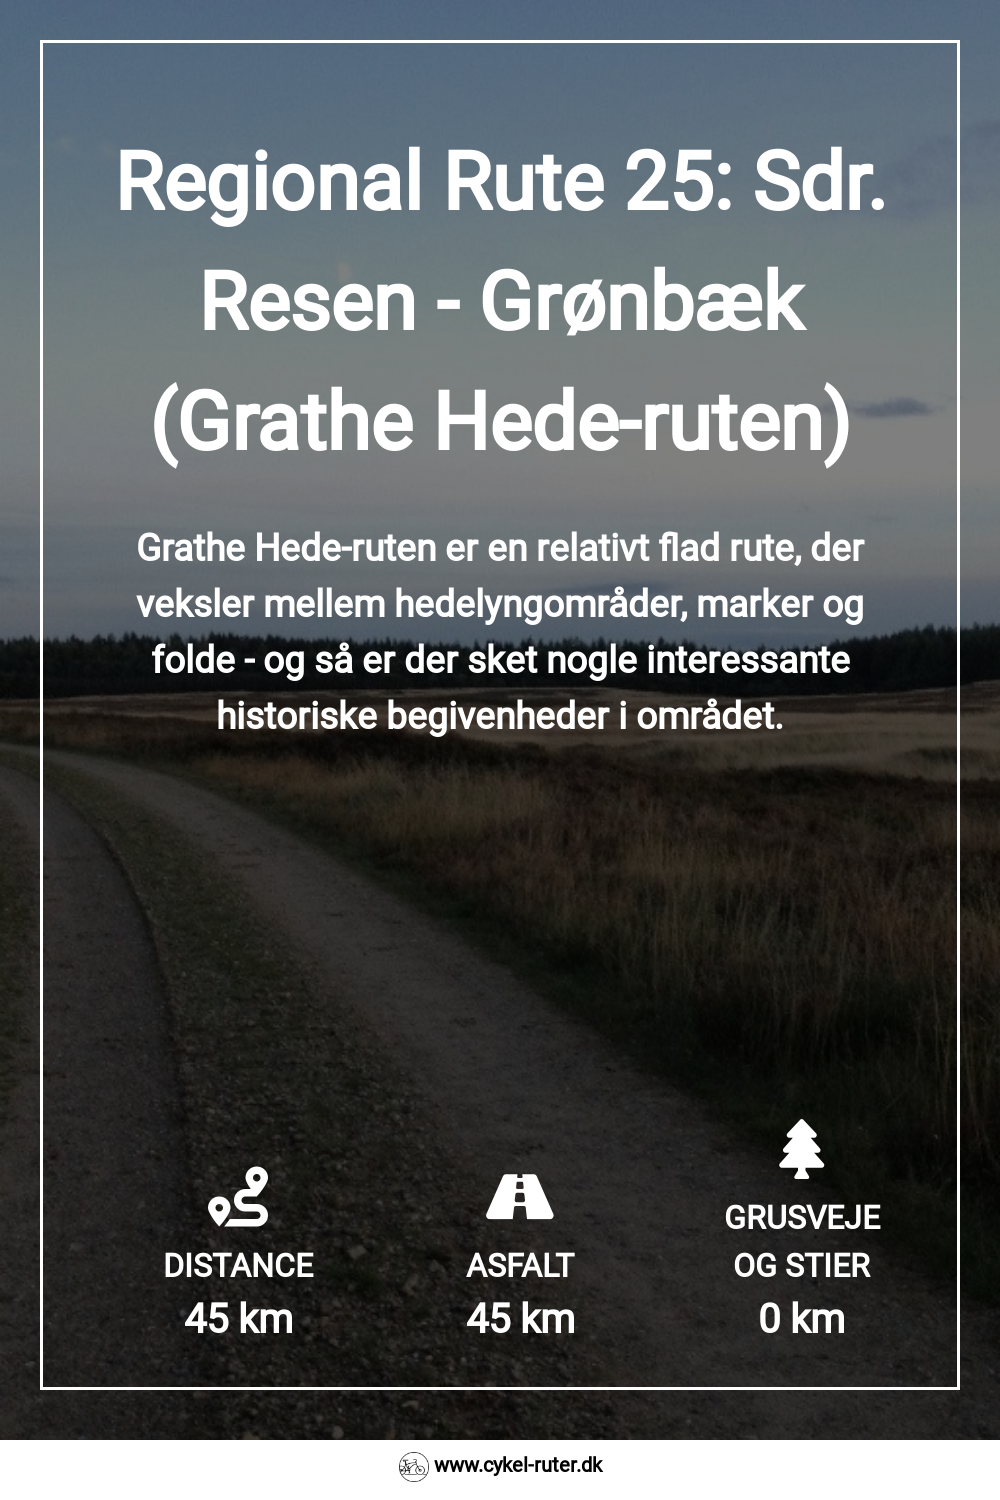 Regional Rute 25: Sdr.
Resen - Grønbæk
(Grathe Hede-ruten)
Grathe Hede-ruten er en relativt flad rute, der
veksler mellem hedelyngområder, marker og
folde - og så er der sket nogle interessante
historiske begivenheder i området.
DISTANCE
45 km
ASFALT
45 km
GRUSVEJE
OG STIER
0 km
www.cykel-ruter.dk